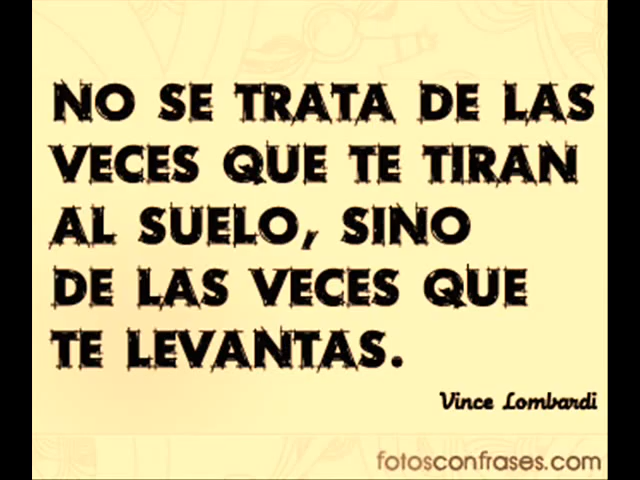 NO SE TRATA DE LAS
VECES QUE TE TIRAN
AL SUELO, SINO
DE LAS VECES QUE
TE LEVANTAS.
Vince Lombardi
fotosconfrases.com